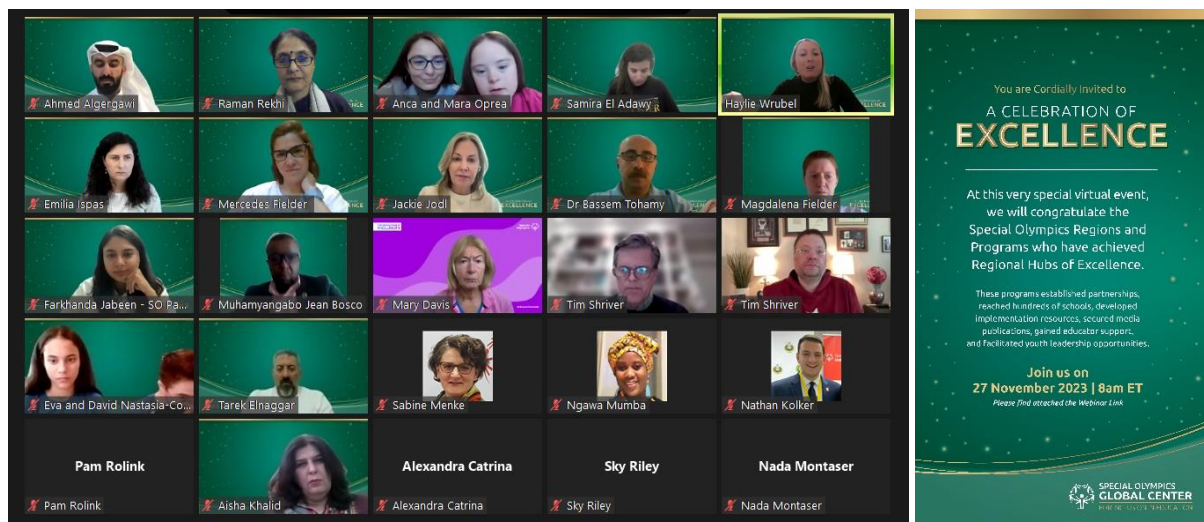 Ahmed Algergawi
Raman Rekhi
Anca and Mara Oprea
Samira El Adawy
Haylie Wrubel
Emilia Ispas
Mercedes Fielder
Jackie Jodl
Dr Bassem Tohamy
Magdalena Fielder
Farkhanda Jabeen - SO Pa...
Muhamyangabo Jean Bosco
Mary Davis
Tim Shriver
Tim Shriver
Eva and David Nastasia-Co...
Tarek Elnaggar
Sabine Menke
Ngawa Mumba
Nathan Kolker
Pam Rolink
Pam Rolink
Aisha Khalid
Alexandra Catrina
Alexandra Catrina
Sky Riley
Sky Riley
Nada Montaser
Nada Montaser
You are Cordially Invited to
A CELEBRATION OF
EXCELLENCE
At this very special virtual event,
we will congratulate the
Special Olympics Regions and
Programs who have achieved
Regional Hubs of Excellence.
These programs established partnerships,
reached hundreds of schools, developed
implementation resources, secured media
publications, gained educator support,
and facilitated youth leadership opportunities.
Join us on
27 November 2023 | 8am ET
Please find attached the Webinar Link
SPECIAL OLYMPICS
GLOBAL CENTER
FOR INCLUSION IN EDUCATION